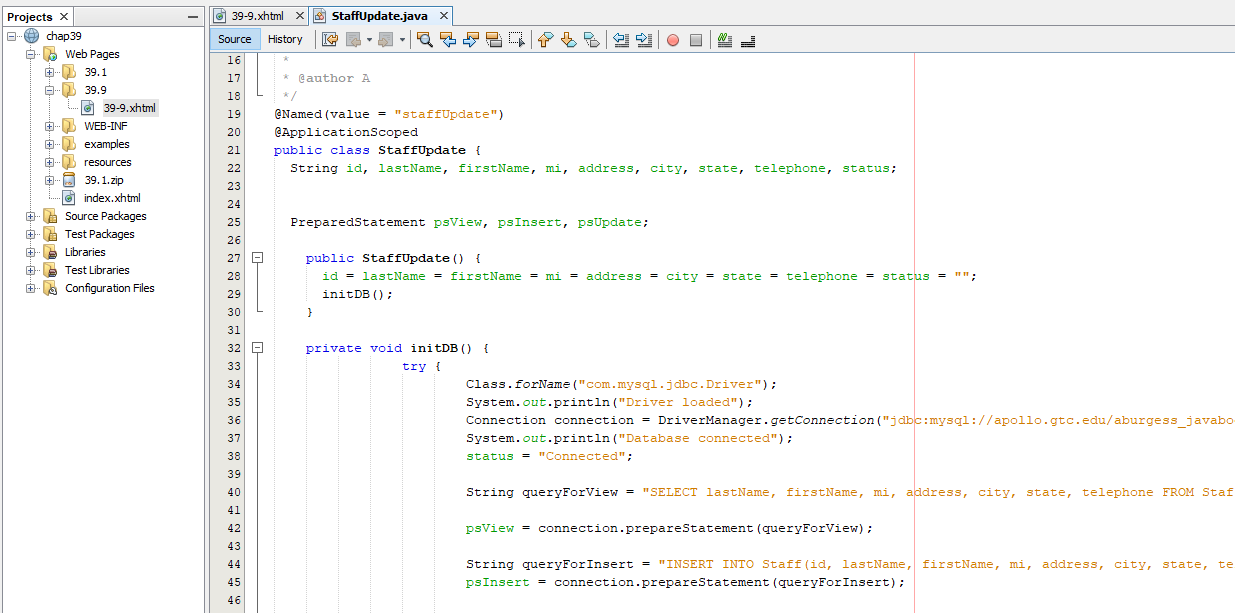 Projects
chap39
Web Pages
39.1
39.9
39-9.xhtml
WEB-INF
examples
resources
39.1.zip
index.xhtml
Source Packages
Test Packages
Libraries
Test Libraries
Configuration Files
39-9.xhtml StaffUpdate.java
Source History
16 *
17 * @author A
18 */
19 @Named(value = "staffUpdate")
20 @ApplicationScoped
21 public class StaffUpdate {
22 String id, lastName, firstName, mi, address, city, state, telephone, status;
23
24
25 PreparedStatement psView, psInsert, psUpdate;
26
27 public StaffUpdate() {
28 id = lastName = firstName = mi = address = city = state = telephone = status = "";
29 initDB();
30 }
31
32 private void initDB() {
33 try {
34 Class.forName("com.mysql.jdbc.Driver");
35 System.out.println("Driver loaded");
36 Connection connection = DriverManager.getConnection("jdbc:mysql://apollo.gtc.edu/aburgess_javabo
37 System.out.println("Database connected");
38 status = "Connected";
39
40 String queryForView = "SELECT lastName, firstName, mi, address, city, state, telephone FROM Staf
41
42 psView = connection.prepareStatement(queryForView);
43
44 String queryForInsert = "INSERT INTO Staff(id, lastName, firstName, mi, address, city, state, te
45 psInsert = connection.prepareStatement(queryForInsert);
46